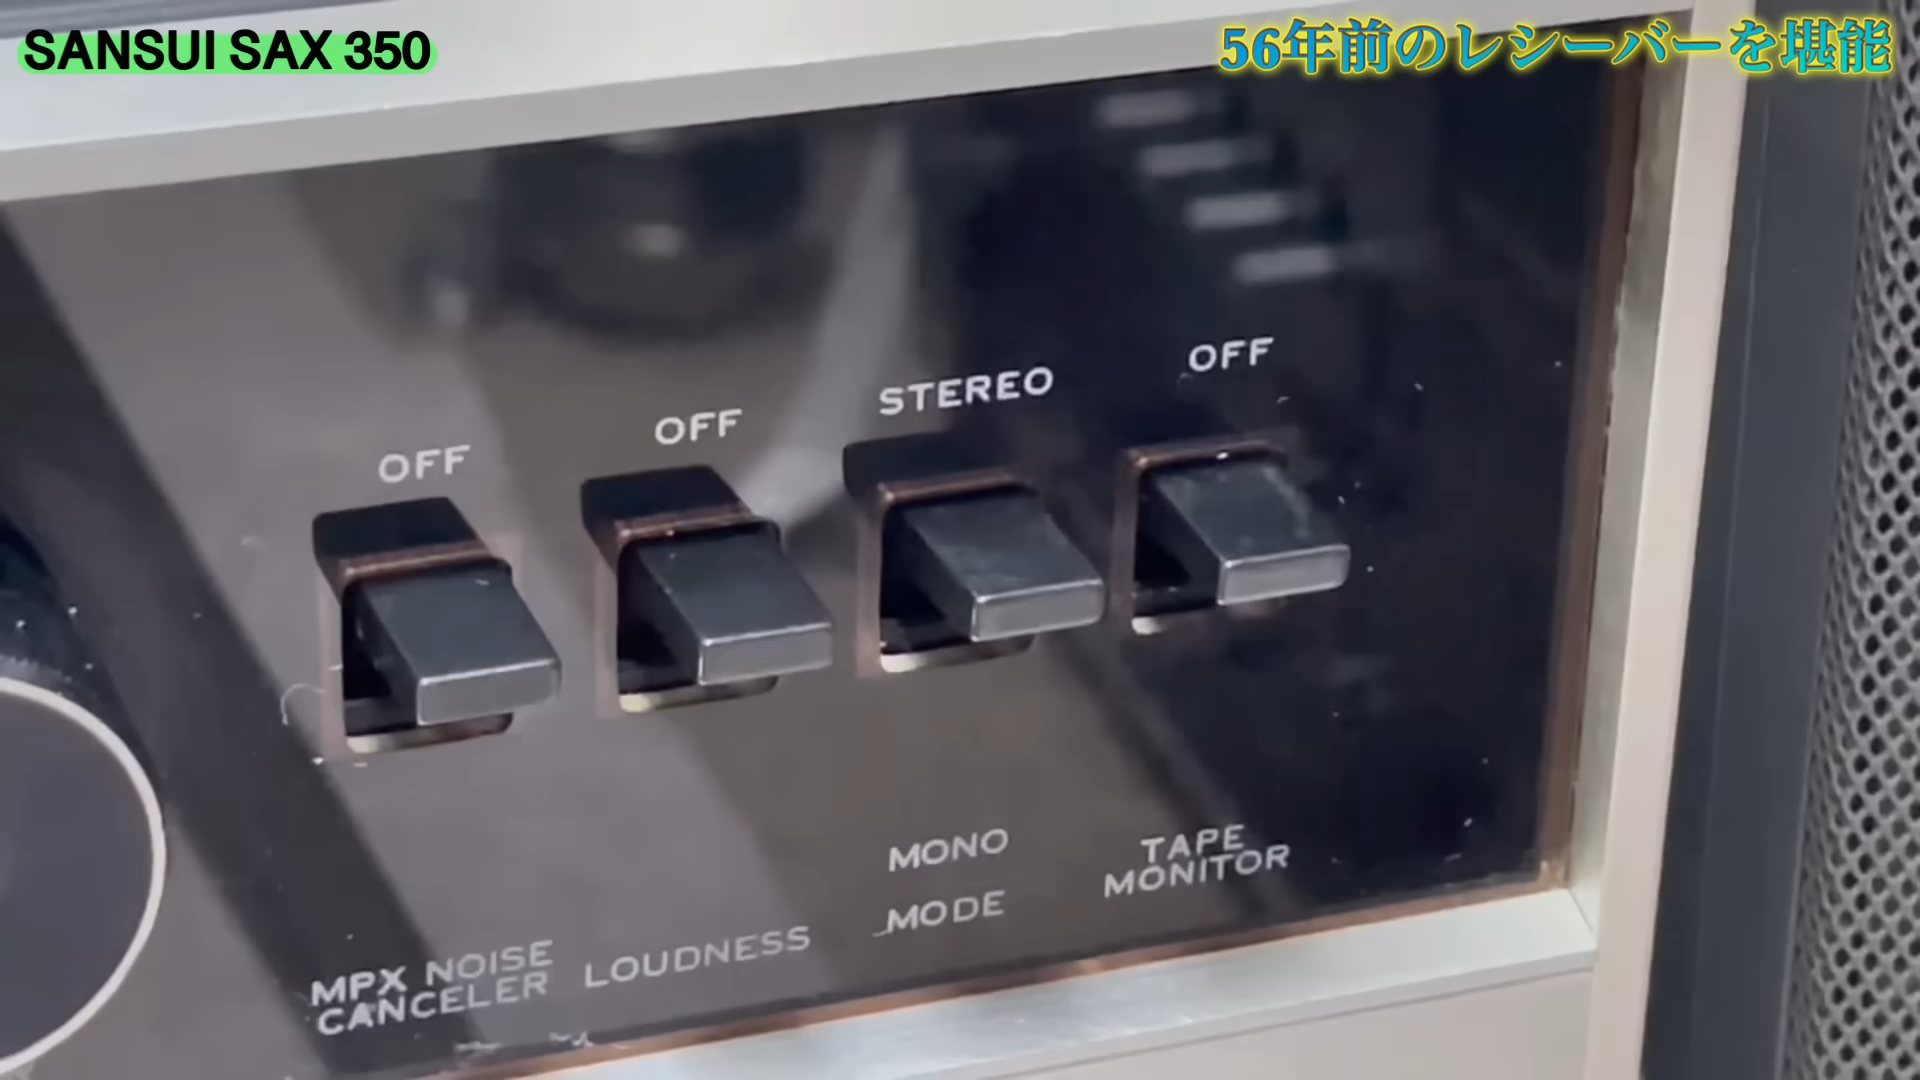 SANSUI SAX 350
56年前のレシーバーを堪能
OFF
OFF
STEREO
OFF
MPX NOISE
CANCELER
LOUDNESS
MONO
MODE
TAPE
MONITOR